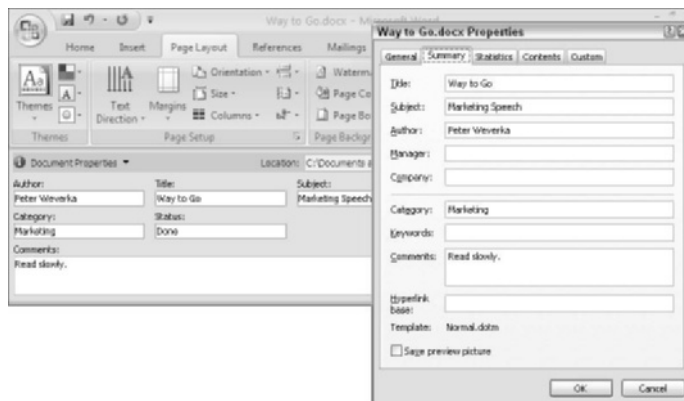 Way to Go.docx - Microsoft Word
Home Insert Page Layout References Mailings
Themes
Text Direction
Margins
Orientation
Size
Columns
Waterm
Page Co
Page Bo
Themes Page Setup Page Backgr
Document Properties Location: C:\Documents a
Author: Title: Subject:
Peter Weverka Way to Go Marketing Speech
Category: Status:
Marketing Done
Comments:
Read slowly.
Way to Go.docx Properties
General Summary Statistics Contents Custom
Title: Way to Go
Subject: Marketing Speech
Author: Peter Weverka
Manager:
Company:
Category: Marketing
Keywords:
Comments: Read slowly.
Hyperlink
base:
Template: Normal.dotm
Save preview picture
OK Cancel